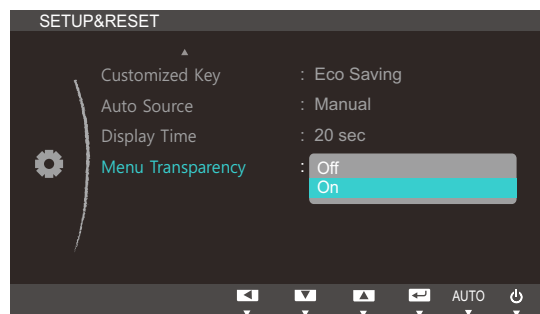 SETUP&RESET
Customized Key : Eco Saving
Auto Source : Manual
Display Time : 20 sec
Menu Transparency : Off
On
AUTO